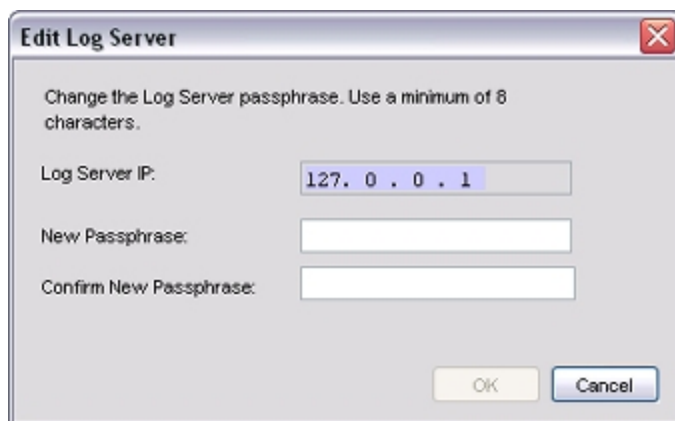 Edit Log Server
Change the Log Server passphrase. Use a minimum of 8
characters.
Log Server IP:
127. 0 . 0 . 1
New Passphrase:
Confirm New Passphrase:
OK
Cancel